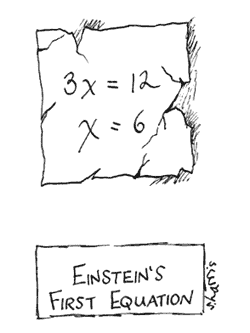 3x = 12
x = 6
EINSTEIN'S
FIRST EQUATION